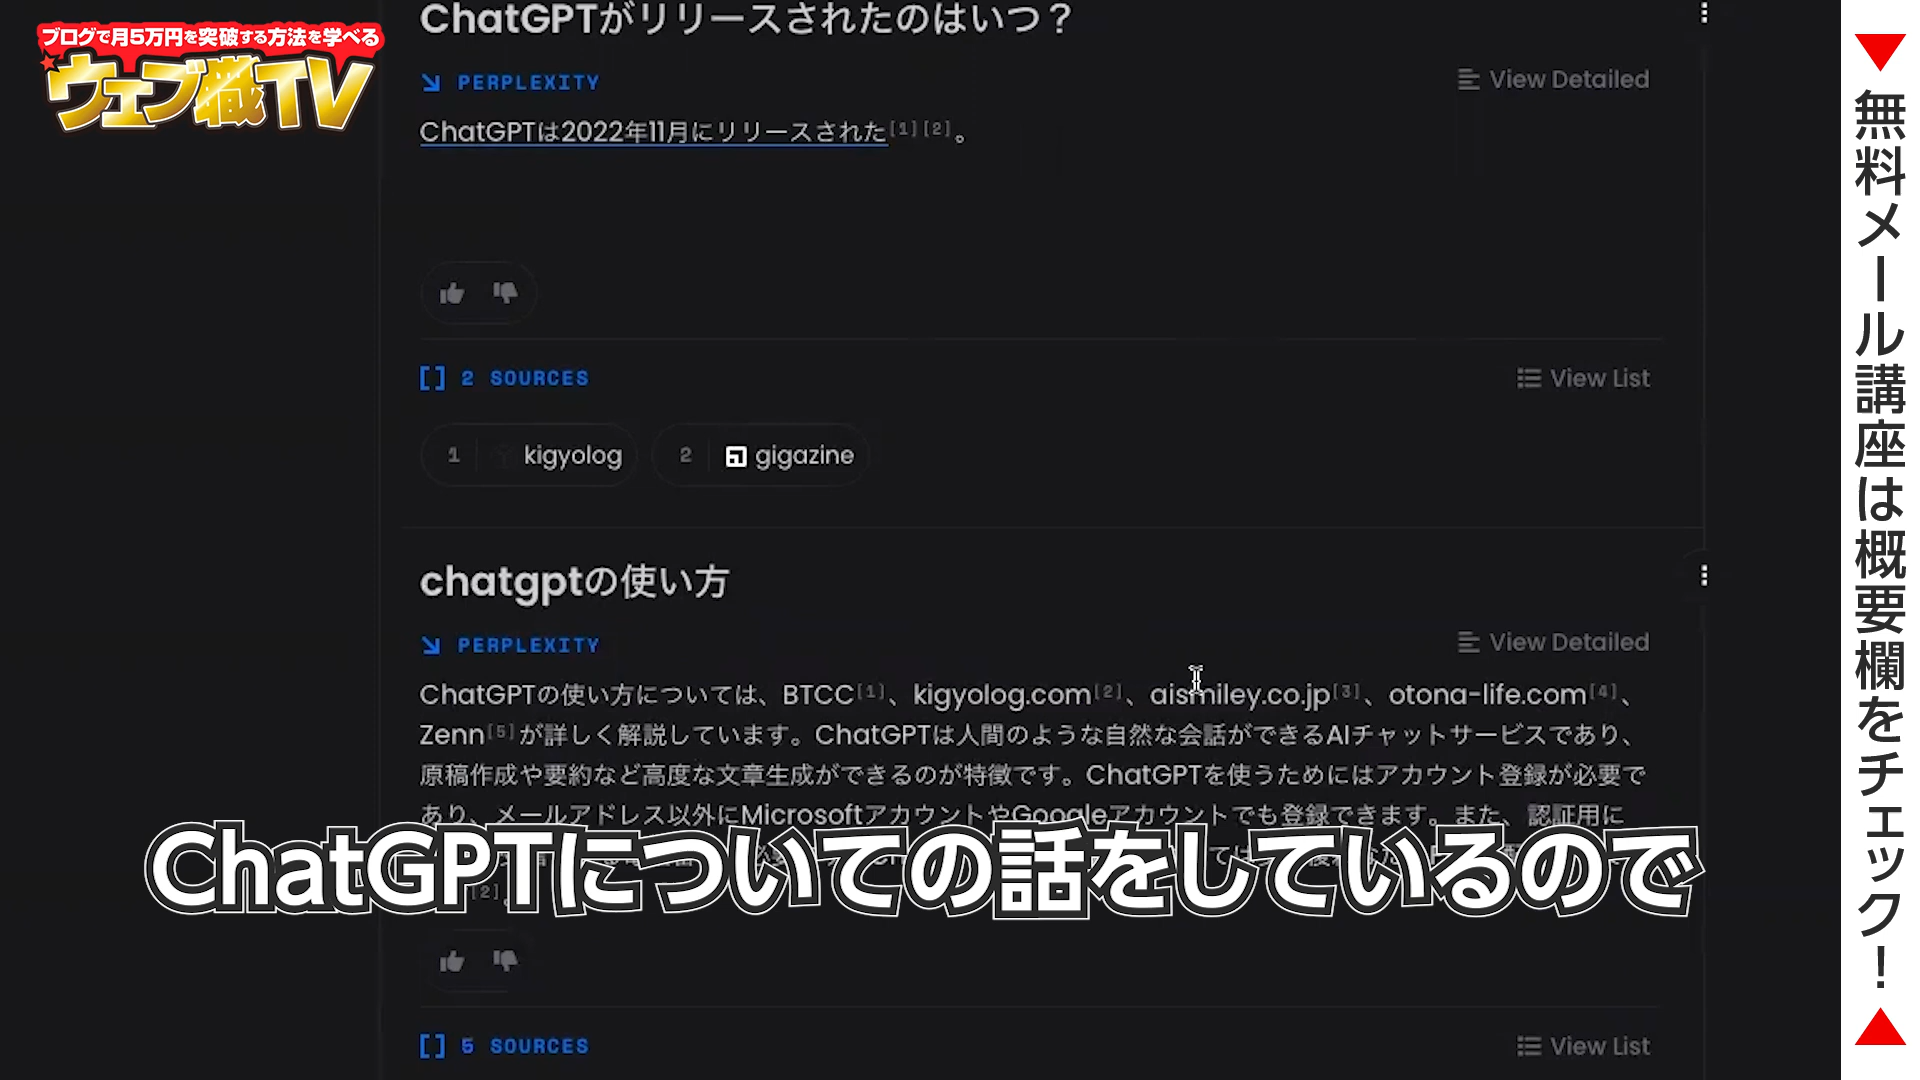 ブログで月5万円を突破する方法を学べる
ウェブ職TV
ChatGPTがリリースされたのはいつ？
PERPLEXITY
View Detailed
ChatGPTは2022年11月にリリースされた[1][2]。
2 SOURCES
View List
1 kigyolog
2 gigazine
chatgptの使い方
PERPLEXITY
View Detailed
ChatGPTの使い方については、BTCC[1]、kigyolog.com[2]、aismiley.co.jp[3]、otona-life.com[4]、
Zenn[5]が詳しく解説しています。ChatGPTは人間のような自然な会話ができるAIチャットサービスであり、
原稿作成や要約など高度な文章生成ができるのが特徴です。ChatGPTを使うためにはアカウント登録が必要で
あり、メールアドレス以外にMicrosoftアカウントやGoogleアカウントでも登録できます。また、認証用に
[2]
ChatGPTについての話をしているので
5 SOURCES
View List
無料メール講座は概要欄をチェック！